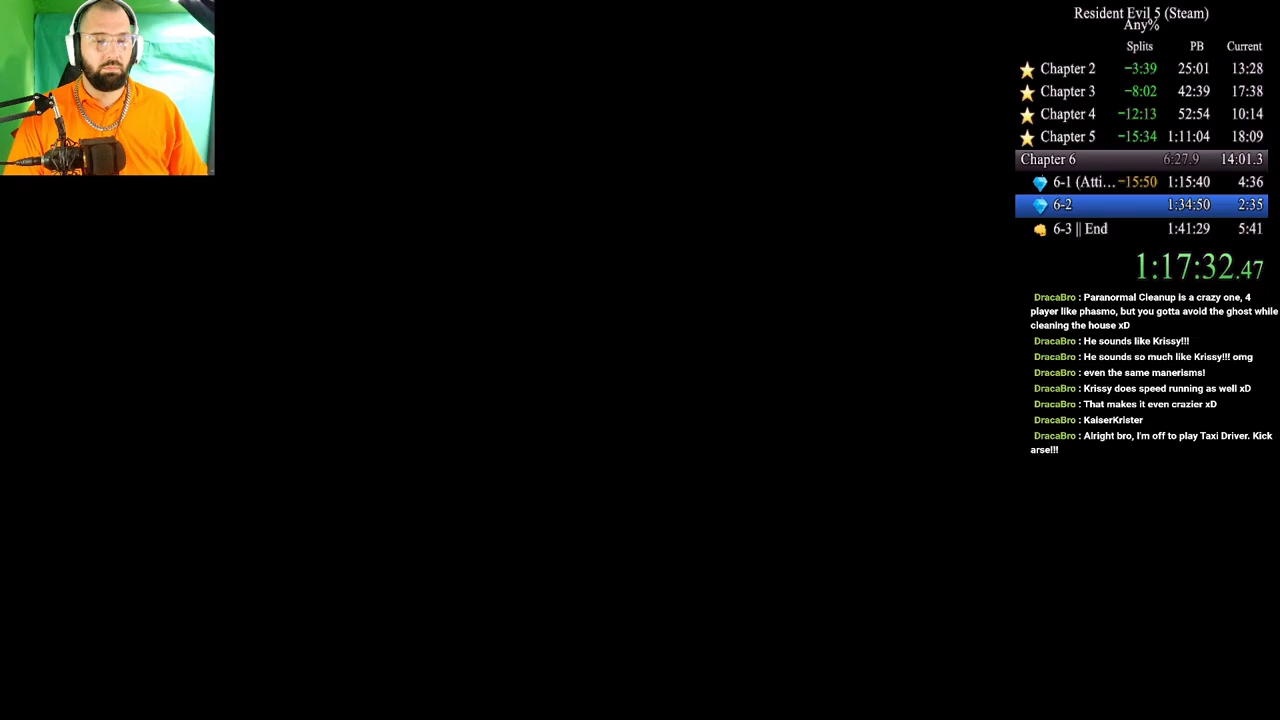 Resident Evil 5 (Steam)
Any%
Splits PB Current
Chapter 2 −3:39 25:01 13:28
Chapter 3 −8:02 42:39 17:38
Chapter 4 −12:13 52:54 10:14
Chapter 5 −15:34 1:11:04 18:09
Chapter 6 6:27.9 14:01.3
6-1 (Atti... −15:50 1:15:40 4:36
6-2 1:34:50 2:35
6-3 || End 1:41:29 5:41
1:17:32.47
DracaBro : Paranormal Cleanup is a crazy one, 4
player like phasmo, but you gotta avoid the ghost while
cleaning the house xD
DracaBro : He sounds like Krissy!!!
DracaBro : He sounds so much like Krissy!!! omg
DracaBro : even the same manerisms!
DracaBro : Krissy does speed running as well xD
DracaBro : That makes it even crazier xD
DracaBro : KaiserKrister
DracaBro : Alright bro, I'm off to play Taxi Driver. Kick
arse!!!